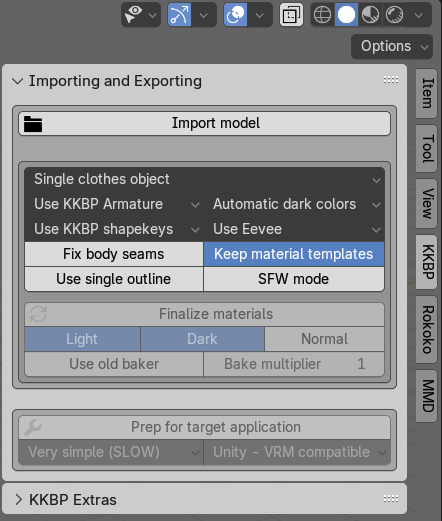 Options
Importing and Exporting
Import model
Single clothes object
Use KKBP Armature Automatic dark colors
Use KKBP shapekeys Use Eevee
Fix body seams Keep material templates
Use single outline SFW mode
Finalize materials
Light Dark Normal
Use old baker Bake multiplier 1
Prep for target application
Very simple (SLOW) Unity - VRM compatible
KKBP Extras
Item
Tool
View
KKBP
Rokoko
MMD